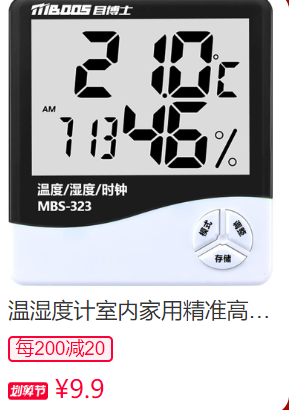 miBOOS 目博士
21.0℃
AM
7 13 46%
温度/湿度/时钟
MBS-323
模式
调整
存储
温湿度计室内家用精准高…
每200减20
划算节 ¥9.9